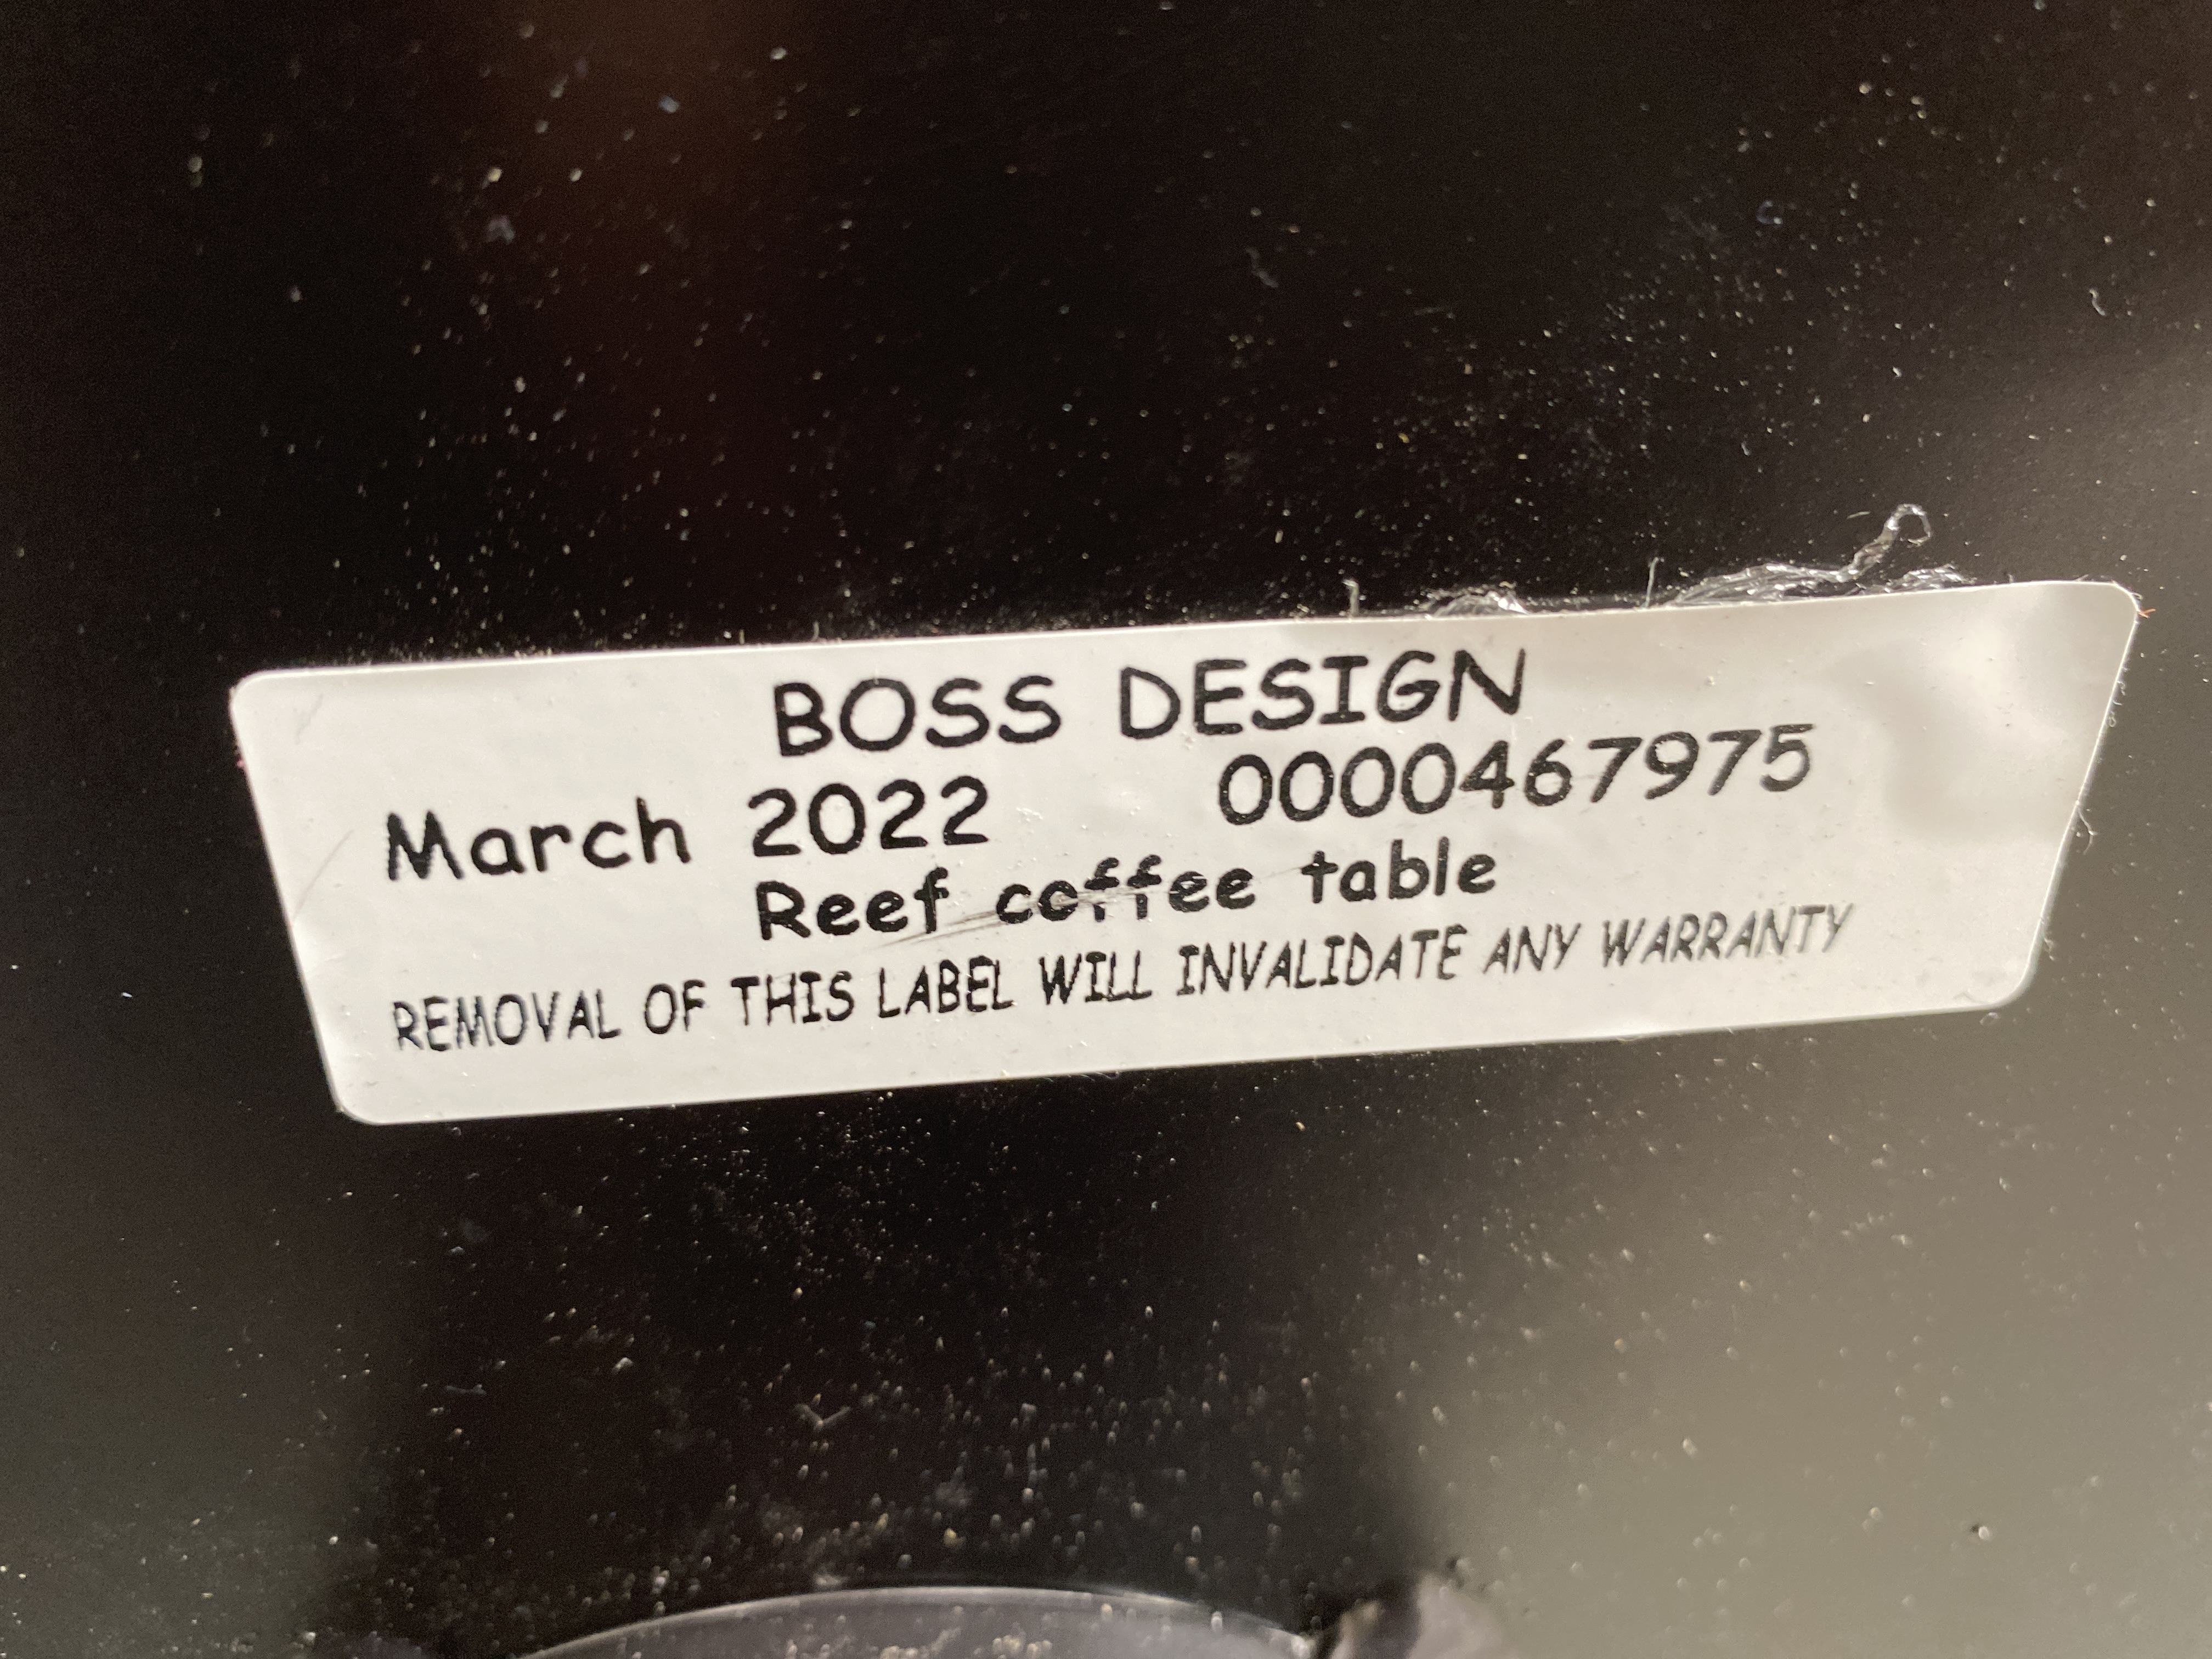 BOSS DESIGN
March 2022 0000467975
Reef coffee table
REMOVAL OF THIS LABEL WILL INVALIDATE ANY WARRANTY